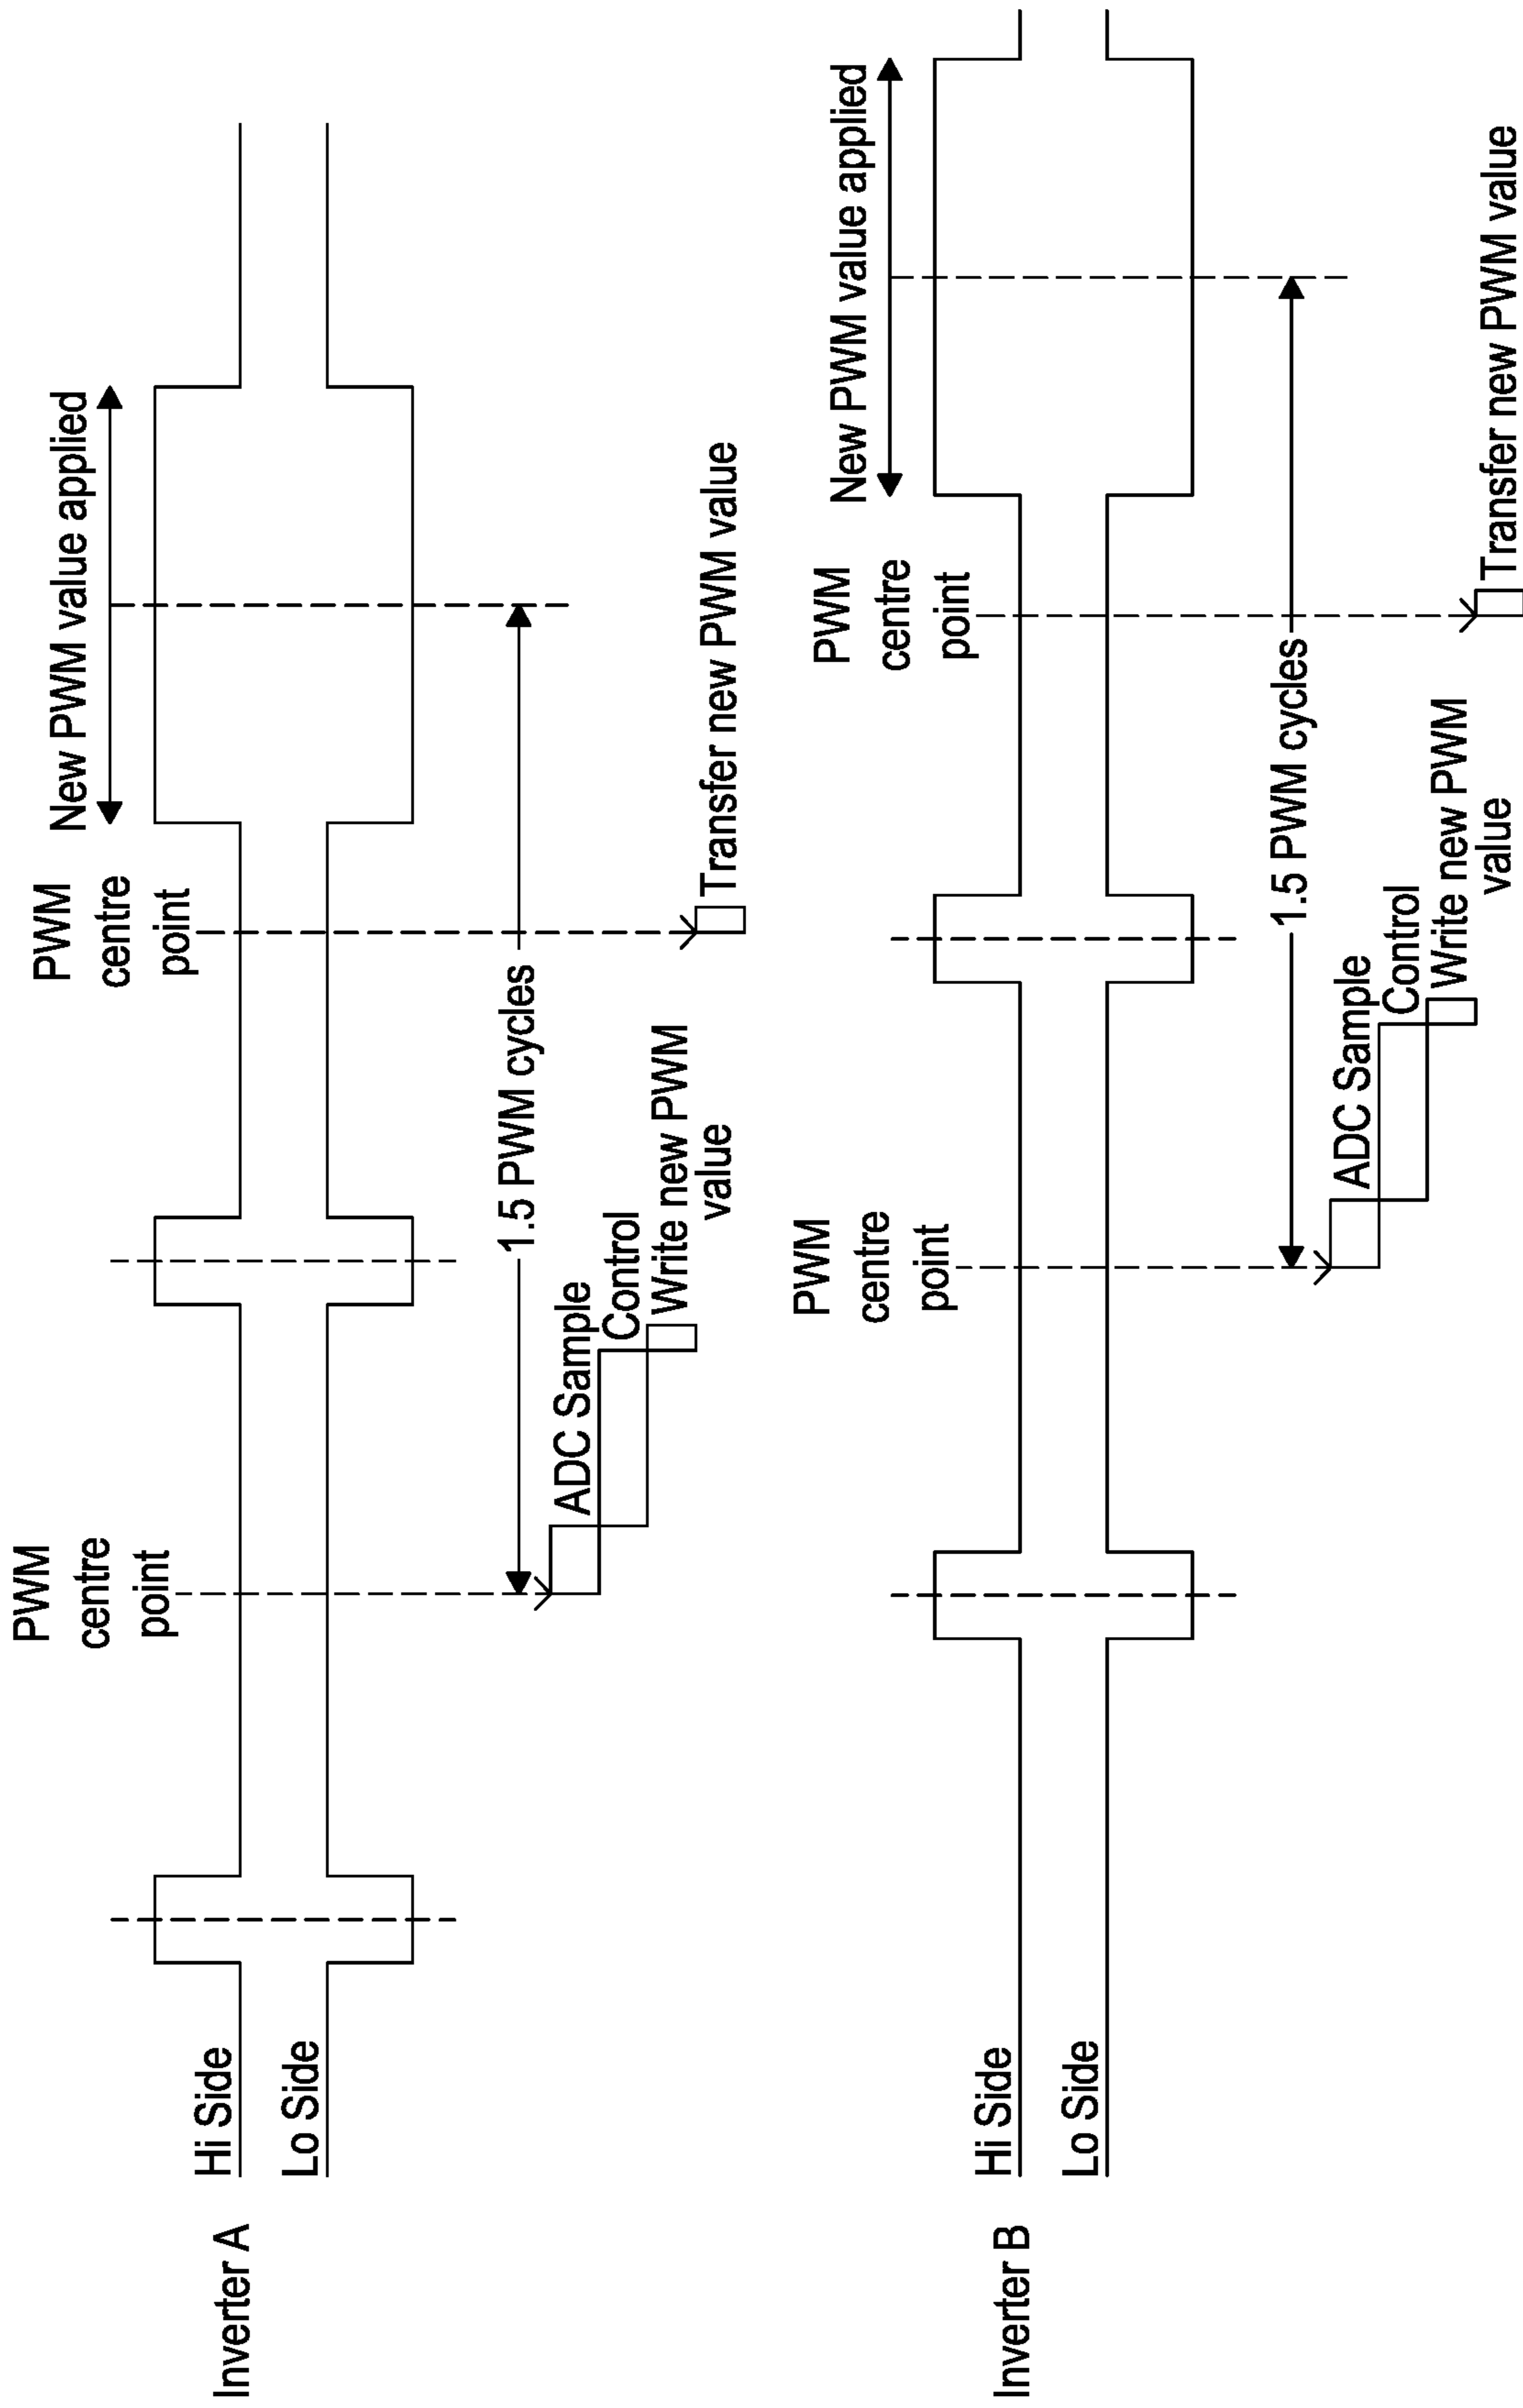 Inverter A
Hi Side
Lo Side
PWM
centre
point
PWM
centre
point
New PWM value applied
1.5 PWM cycles
ADC Sample
Control
Write new PWM
value
Transfer new PWM value
Inverter B
Hi Side
Lo Side
PWM
centre
point
PWM
centre
point
New PWM value applied
1.5 PWM cycles
ADC Sample
Control
Write new PWM
value
Transfer new PWM value